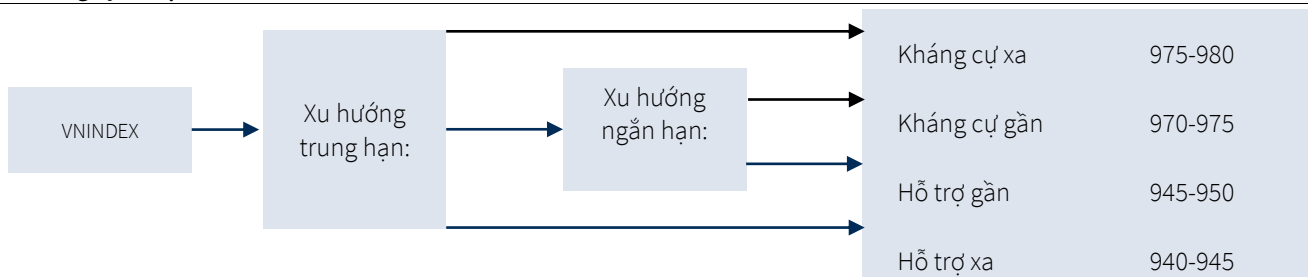 VNINDEX
Xu hướng
trung hạn:
Xu hướng
ngắn hạn:
Kháng cự xa 975-980
Kháng cự gần 970-975
Hỗ trợ gần 945-950
Hỗ trợ xa 940-945